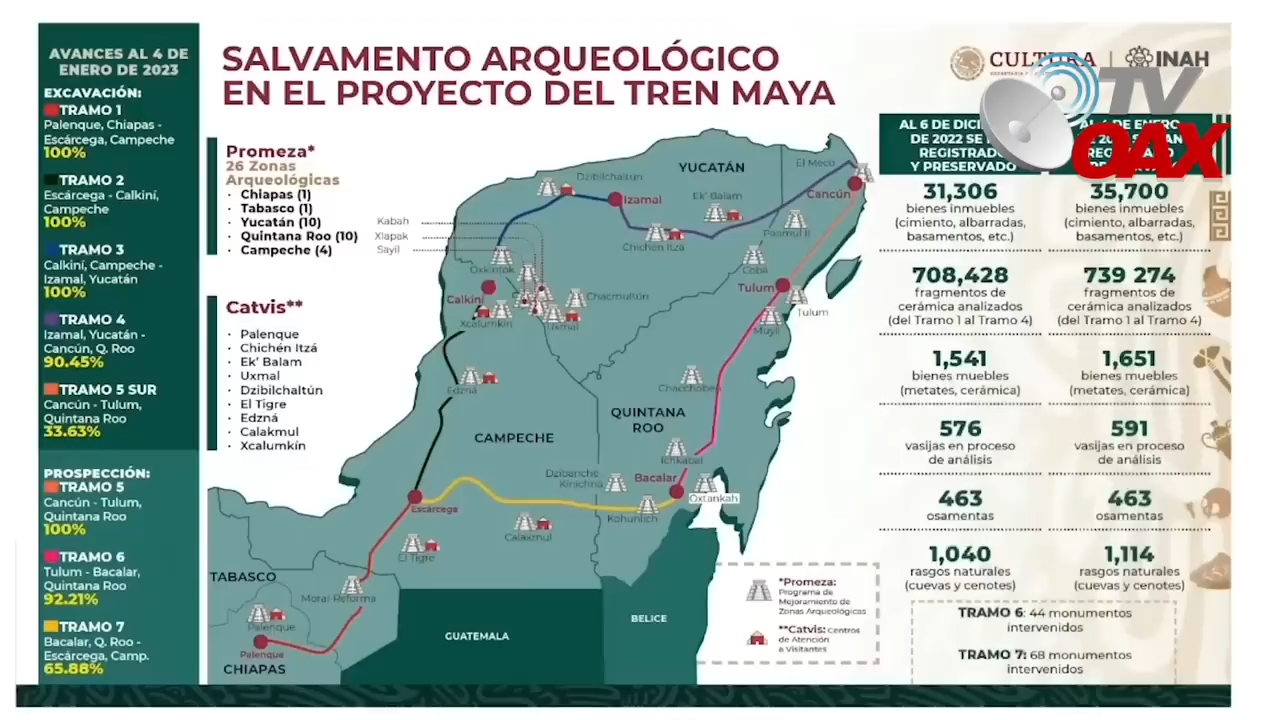 AVANCES AL 4 DE
ENERO DE 2023
EXCAVACIÓN:
TRAMO 1
Palenque, Chiapas -
Escárcega, Campeche
100%
TRAMO 2
Escárcega - Calkiní,
Campeche
100%
TRAMO 3
Calkiní, Campeche -
Izamal, Yucatán
100%
TRAMO 4
Izamal, Yucatán -
Cancún, Q. Roo
90.45%
TRAMO 5 SUR
Cancún - Tulum,
Quintana Roo
33.63%
PROSPECCIÓN:
TRAMO 5
Cancún - Tulum,
Quintana Roo
100%
TRAMO 6
Tulum - Bacalar,
Quintana Roo
92.21%
TRAMO 7
Bacalar, Q. Roo -
Escárcega, Camp.
65.88%
SALVAMENTO ARQUEOLÓGICO
EN EL PROYECTO DEL TREN MAYA
Promeza*
26 Zonas
Arqueológicas
· Chiapas (1)
· Tabasco (1)
· Yucatán (10)
· Quintana Roo (10)
· Campeche (4)
Catvis**
· Palenque
· Chichén Itzá
· Ek' Balam
· Uxmal
· Dzibilchaltún
· El Tigre
· Edzná
· Calakmul
· Xcalumkín
Kabah
Xlapak
Sayil
YUCATÁN
El Meco
Cancún
Dzibilchaltún
Izamal
Ek' Balam
Chichén Itzá
Paamul II
Oxkintok
Cobá
Calkiní
Chacmultún
Tulum
Tulum
Xcalumkín
Uxmal
Muyil
Edzná
Chacchoben
QUINTANA
ROO
CAMPECHE
Ichkabal
Dzibanché
Kinichná
Bacalar
Oxtankah
Escárcega
Kohunlich
Calakmul
El Tigre
TABASCO
Moral-Reforma
Palenque
Palenque
CHIAPAS
GUATEMALA
BELICE
*Promeza:
Programa de
Mejoramiento de
Zonas Arqueológicas
**Catvis: Centros
de Atención
a Visitantes
CULTURA
INAH
TV
OAX
AL 6 DE
DE 2022 SE
REGISTRADO
Y PRESERVADO
31,306
bienes inmuebles
(cimiento, albarradas,
basamentos, etc.)
708,428
fragmentos de
cerámica analizados
(del Tramo 1 al Tramo 4)
1,541
bienes muebles
(metates, cerámica)
576
vasijas en proceso
de análisis
463
osamentas
1,040
rasgos naturales
(cuevas y cenotes)
DE ENERO
35,700
bienes inmuebles
(cimiento, albarradas,
basamentos, etc.)
739 274
fragmentos de
cerámica analizados
(del Tramo 1 al Tramo 4)
1,651
bienes muebles
(metates, cerámica)
591
vasijas en proceso
de análisis
463
osamentas
1,114
rasgos naturales
(cuevas y cenotes)
TRAMO 6: 44 monumentos
intervenidos
TRAMO 7: 68 monumentos
intervenidos